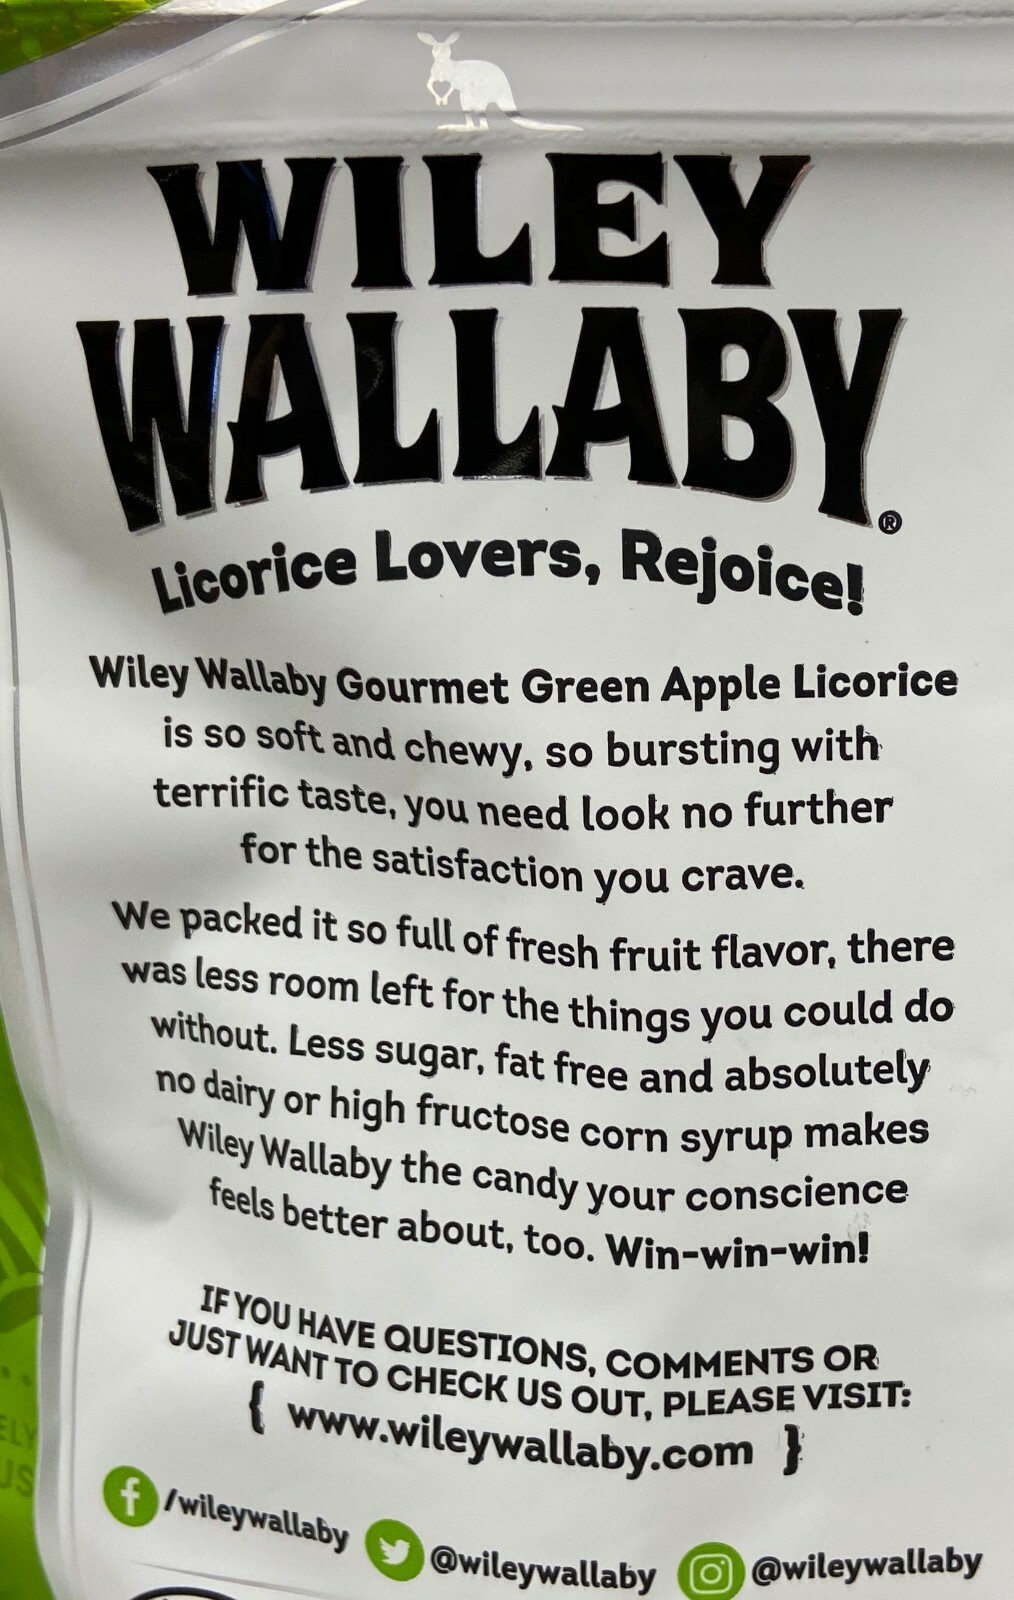 WILEY
WALLABY®
Licorice Lovers, Rejoice!
Wiley Wallaby Gourmet Green Apple Licorice
is so soft and chewy, so bursting with
terrific taste, you need look no further
for the satisfaction you crave.
We packed it so full of fresh fruit flavor, there
was less room left for the things you could do
without. Less sugar, fat free and absolutely
no dairy or high fructose corn syrup makes
Wiley Wallaby the candy your conscience
feels better about, too. Win-win-win!
IF YOU HAVE QUESTIONS, COMMENTS OR
JUST WANT TO CHECK US OUT, PLEASE VISIT:
{ www.wileywallaby.com }
/wileywallaby
@wileywallaby
@wileywallaby